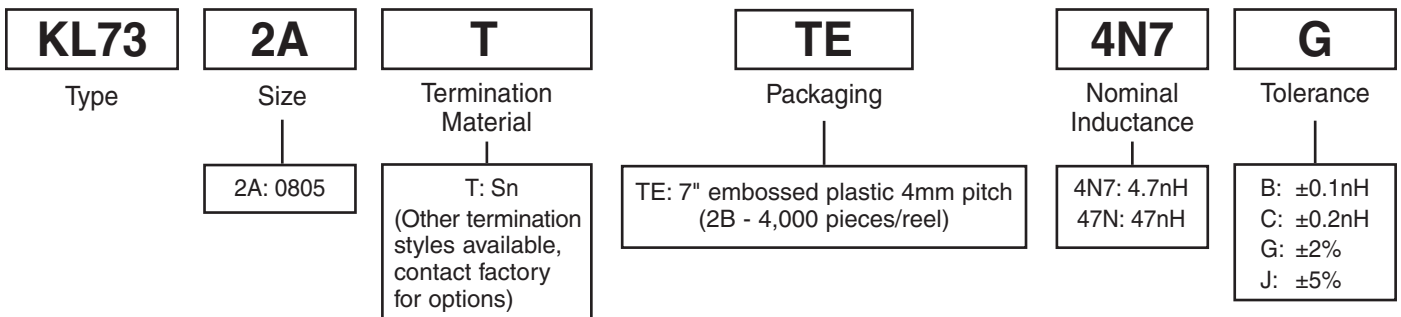 KL73 2A T TE 4N7 G
Type Size Termination Material Packaging Nominal Inductance Tolerance
2A: 0805
T: Sn
(Other termination
styles available,
contact factory
for options)
TE: 7" embossed plastic 4mm pitch
(2B - 4,000 pieces/reel)
4N7: 4.7nH
47N: 47nH
B: ±0.1nH
C: ±0.2nH
G: ±2%
J: ±5%